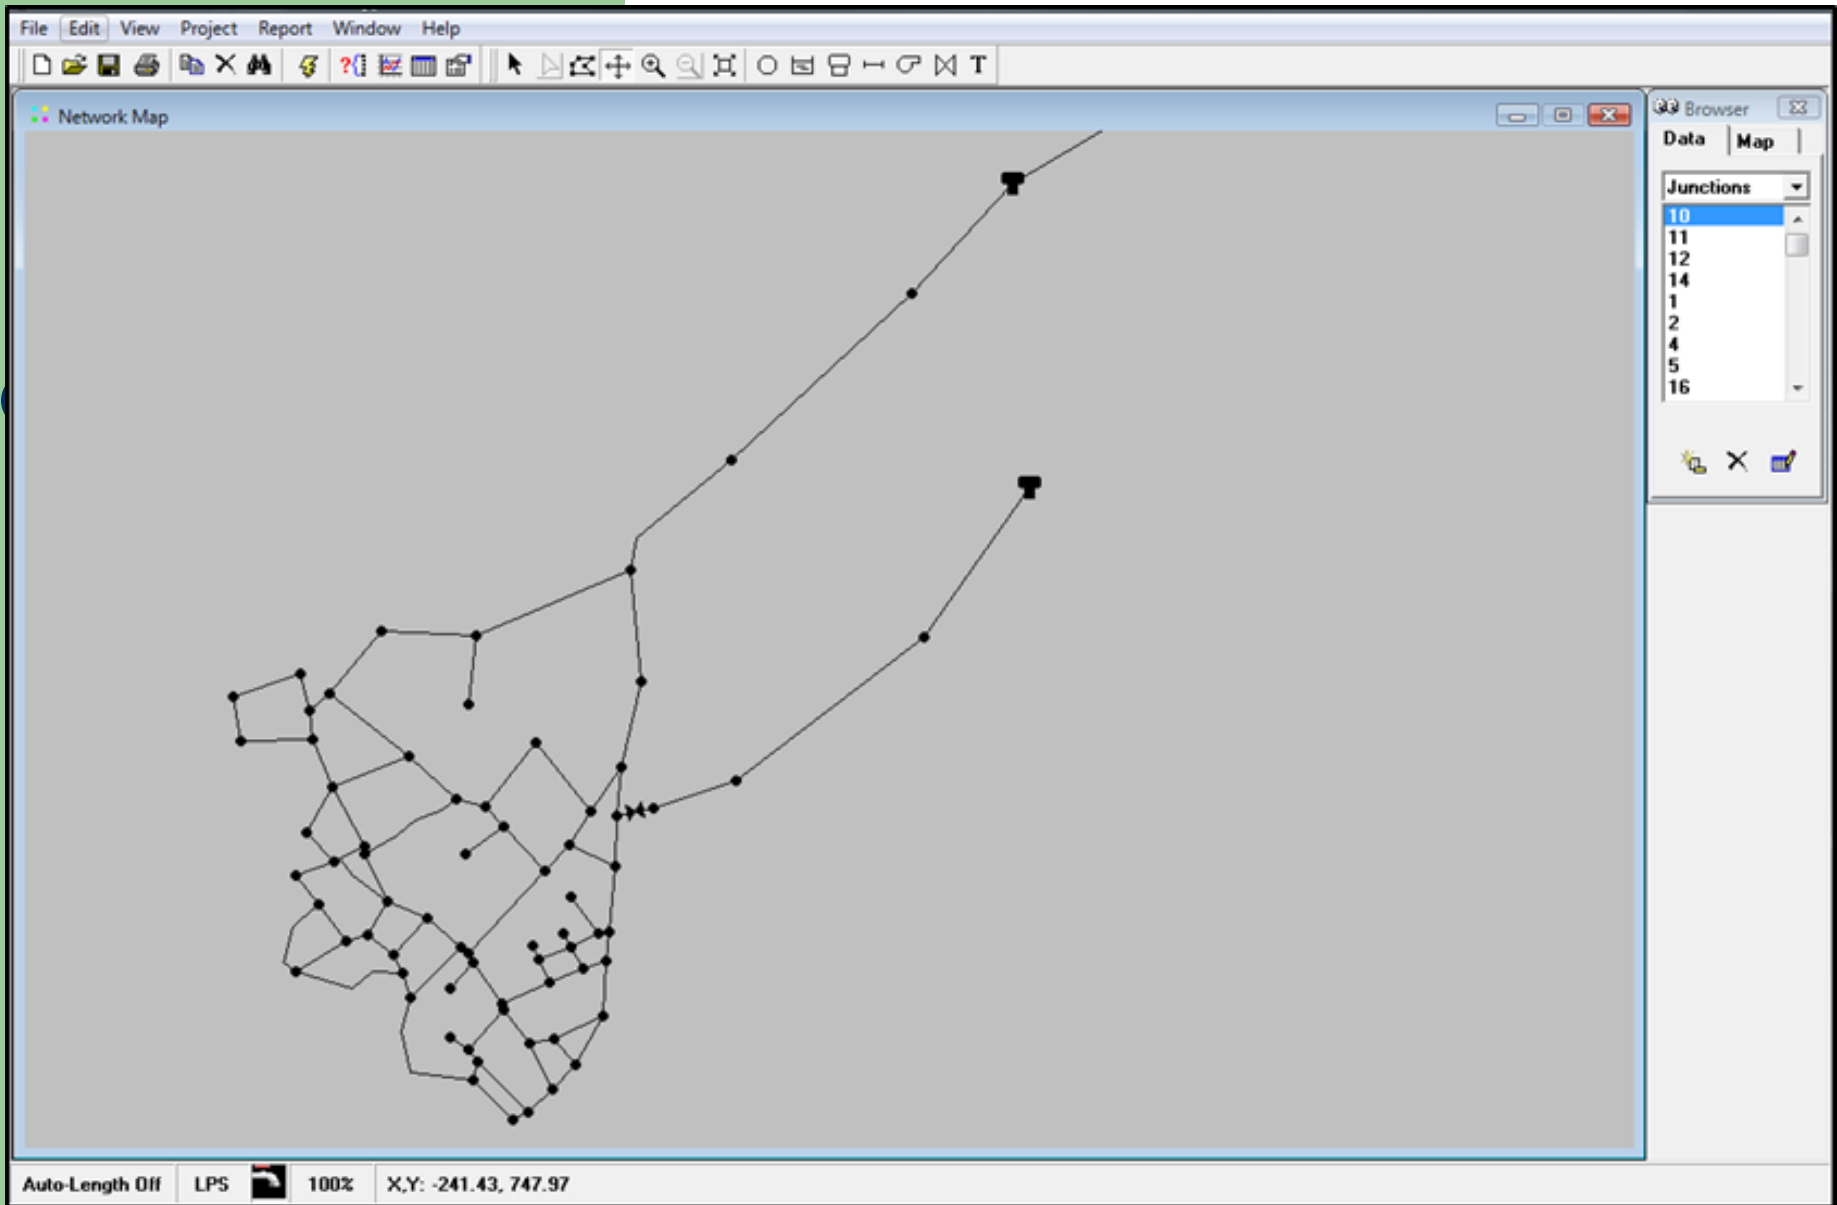 File Edit View Project Report Window Help
?{} T
Network Map
Browser
Data Map
Junctions
10
11
12
14
1
2
4
5
16
Auto-Length Off LPS 100% X,Y: -241.43, 747.97